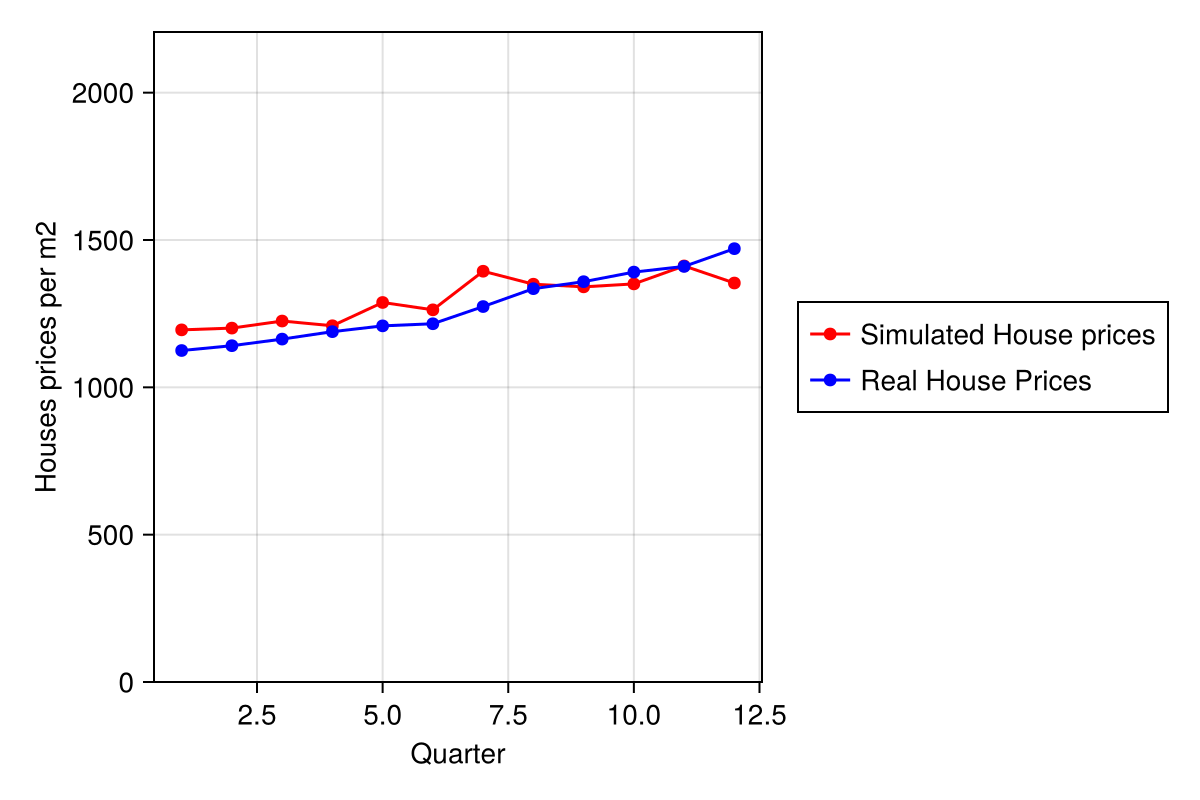 2000
1500
1000
500
0
Houses prices per m2
2.5 5.0 7.5 10.0 12.5
Quarter
Simulated House prices
Real House Prices